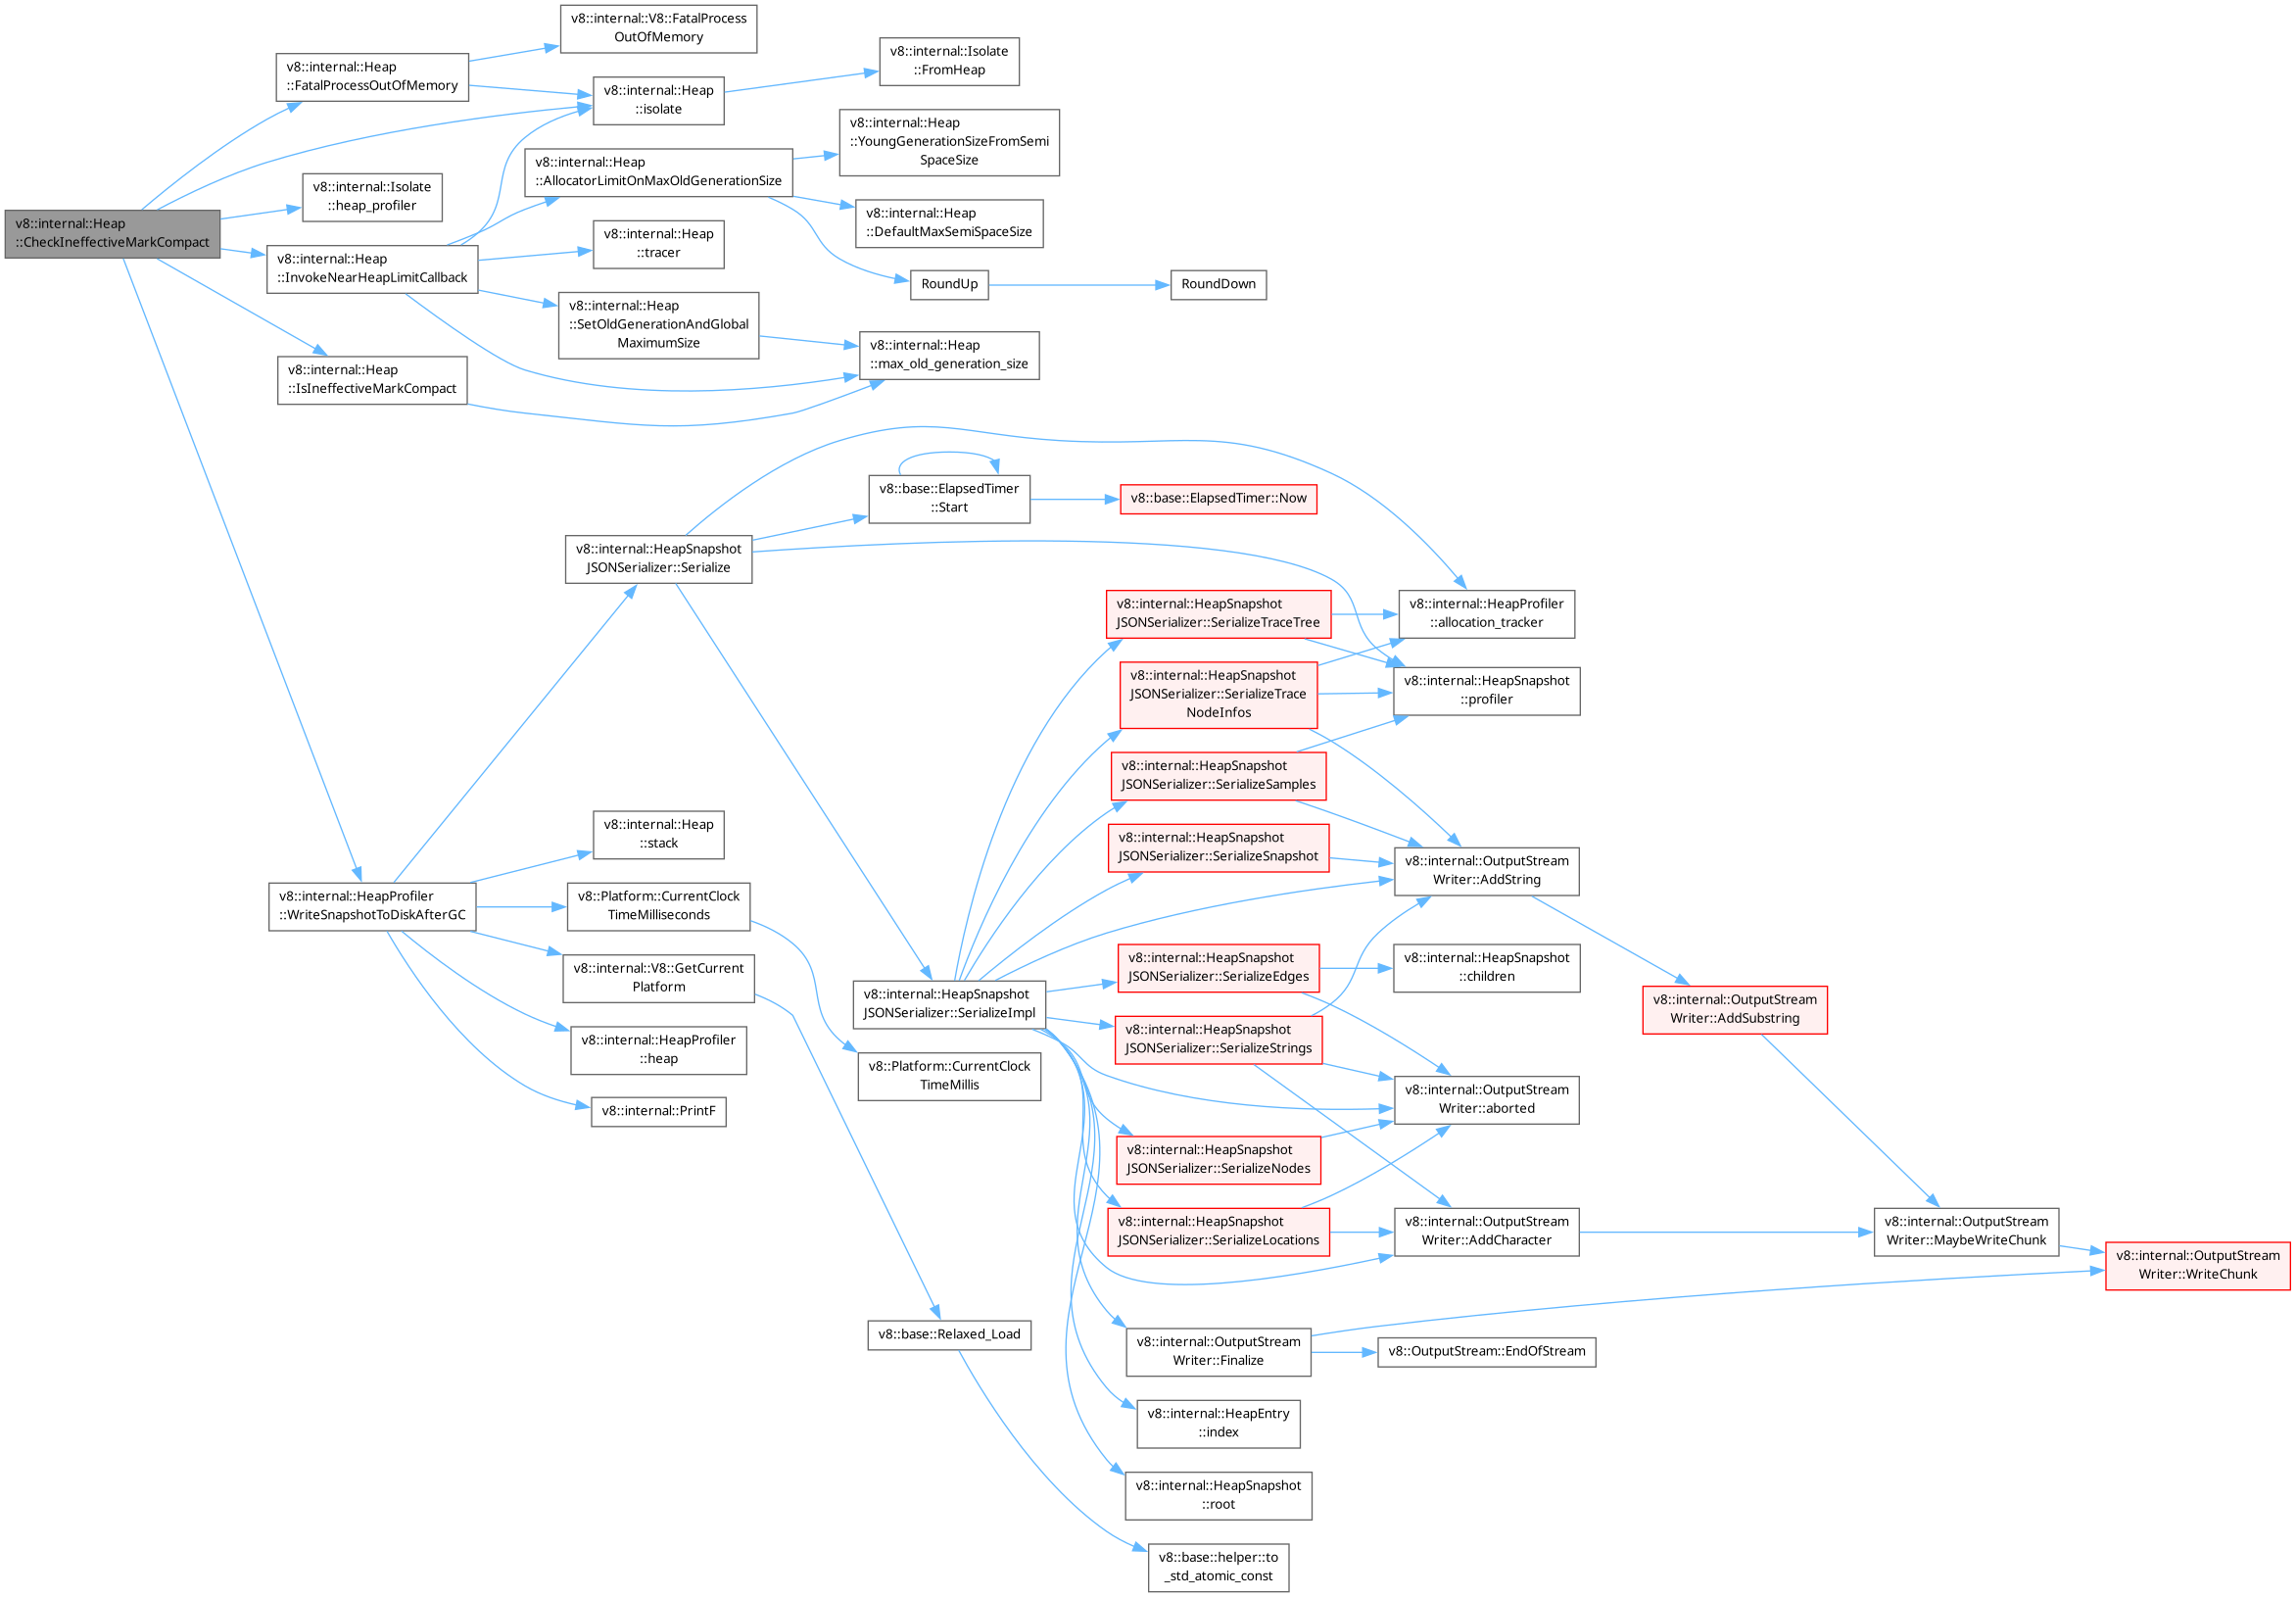 v8::internal::Heap
::CheckIneffectiveMarkCompact
v8::internal::Heap
::FatalProcessOutOfMemory
v8::internal::V8::FatalProcess
OutOfMemory
v8::internal::Heap
::isolate
v8::internal::Isolate
::FromHeap
v8::internal::Isolate
::heap_profiler
v8::internal::Heap
::InvokeNearHeapLimitCallback
v8::internal::Heap
::AllocatorLimitOnMaxOldGenerationSize
v8::internal::Heap
::YoungGenerationSizeFromSemi
SpaceSize
v8::internal::Heap
::DefaultMaxSemiSpaceSize
RoundUp
RoundDown
v8::internal::Heap
::tracer
v8::internal::Heap
::SetOldGenerationAndGlobal
MaximumSize
v8::internal::Heap
::max_old_generation_size
v8::internal::Heap
::IsIneffectiveMarkCompact
v8::internal::HeapProfiler
::WriteSnapshotToDiskAfterGC
v8::internal::HeapSnapshot
JSONSerializer::Serialize
v8::base::ElapsedTimer
::Start
v8::base::ElapsedTimer::Now
v8::internal::HeapSnapshot
JSONSerializer::SerializeTraceTree
v8::internal::HeapProfiler
::allocation_tracker
v8::internal::HeapSnapshot
JSONSerializer::SerializeTrace
NodeInfos
v8::internal::HeapSnapshot
::profiler
v8::internal::HeapSnapshot
JSONSerializer::SerializeSamples
v8::internal::HeapSnapshot
JSONSerializer::SerializeSnapshot
v8::internal::OutputStream
Writer::AddString
v8::internal::Heap
::stack
v8::Platform::CurrentClock
TimeMilliseconds
v8::internal::V8::GetCurrent
Platform
v8::internal::HeapProfiler
::heap
v8::internal::PrintF
v8::internal::HeapSnapshot
JSONSerializer::SerializeImpl
v8::Platform::CurrentClock
TimeMillis
v8::internal::HeapSnapshot
JSONSerializer::SerializeEdges
v8::internal::HeapSnapshot
::children
v8::internal::HeapSnapshot
JSONSerializer::SerializeStrings
v8::internal::OutputStream
Writer::AddSubstring
v8::internal::OutputStream
Writer::aborted
v8::internal::HeapSnapshot
JSONSerializer::SerializeNodes
v8::internal::HeapSnapshot
JSONSerializer::SerializeLocations
v8::internal::OutputStream
Writer::AddCharacter
v8::internal::OutputStream
Writer::MaybeWriteChunk
v8::internal::OutputStream
Writer::WriteChunk
v8::base::Relaxed_Load
v8::internal::OutputStream
Writer::Finalize
v8::OutputStream::EndOfStream
v8::internal::HeapEntry
::index
v8::internal::HeapSnapshot
::root
v8::base::helper::to
_std_atomic_const